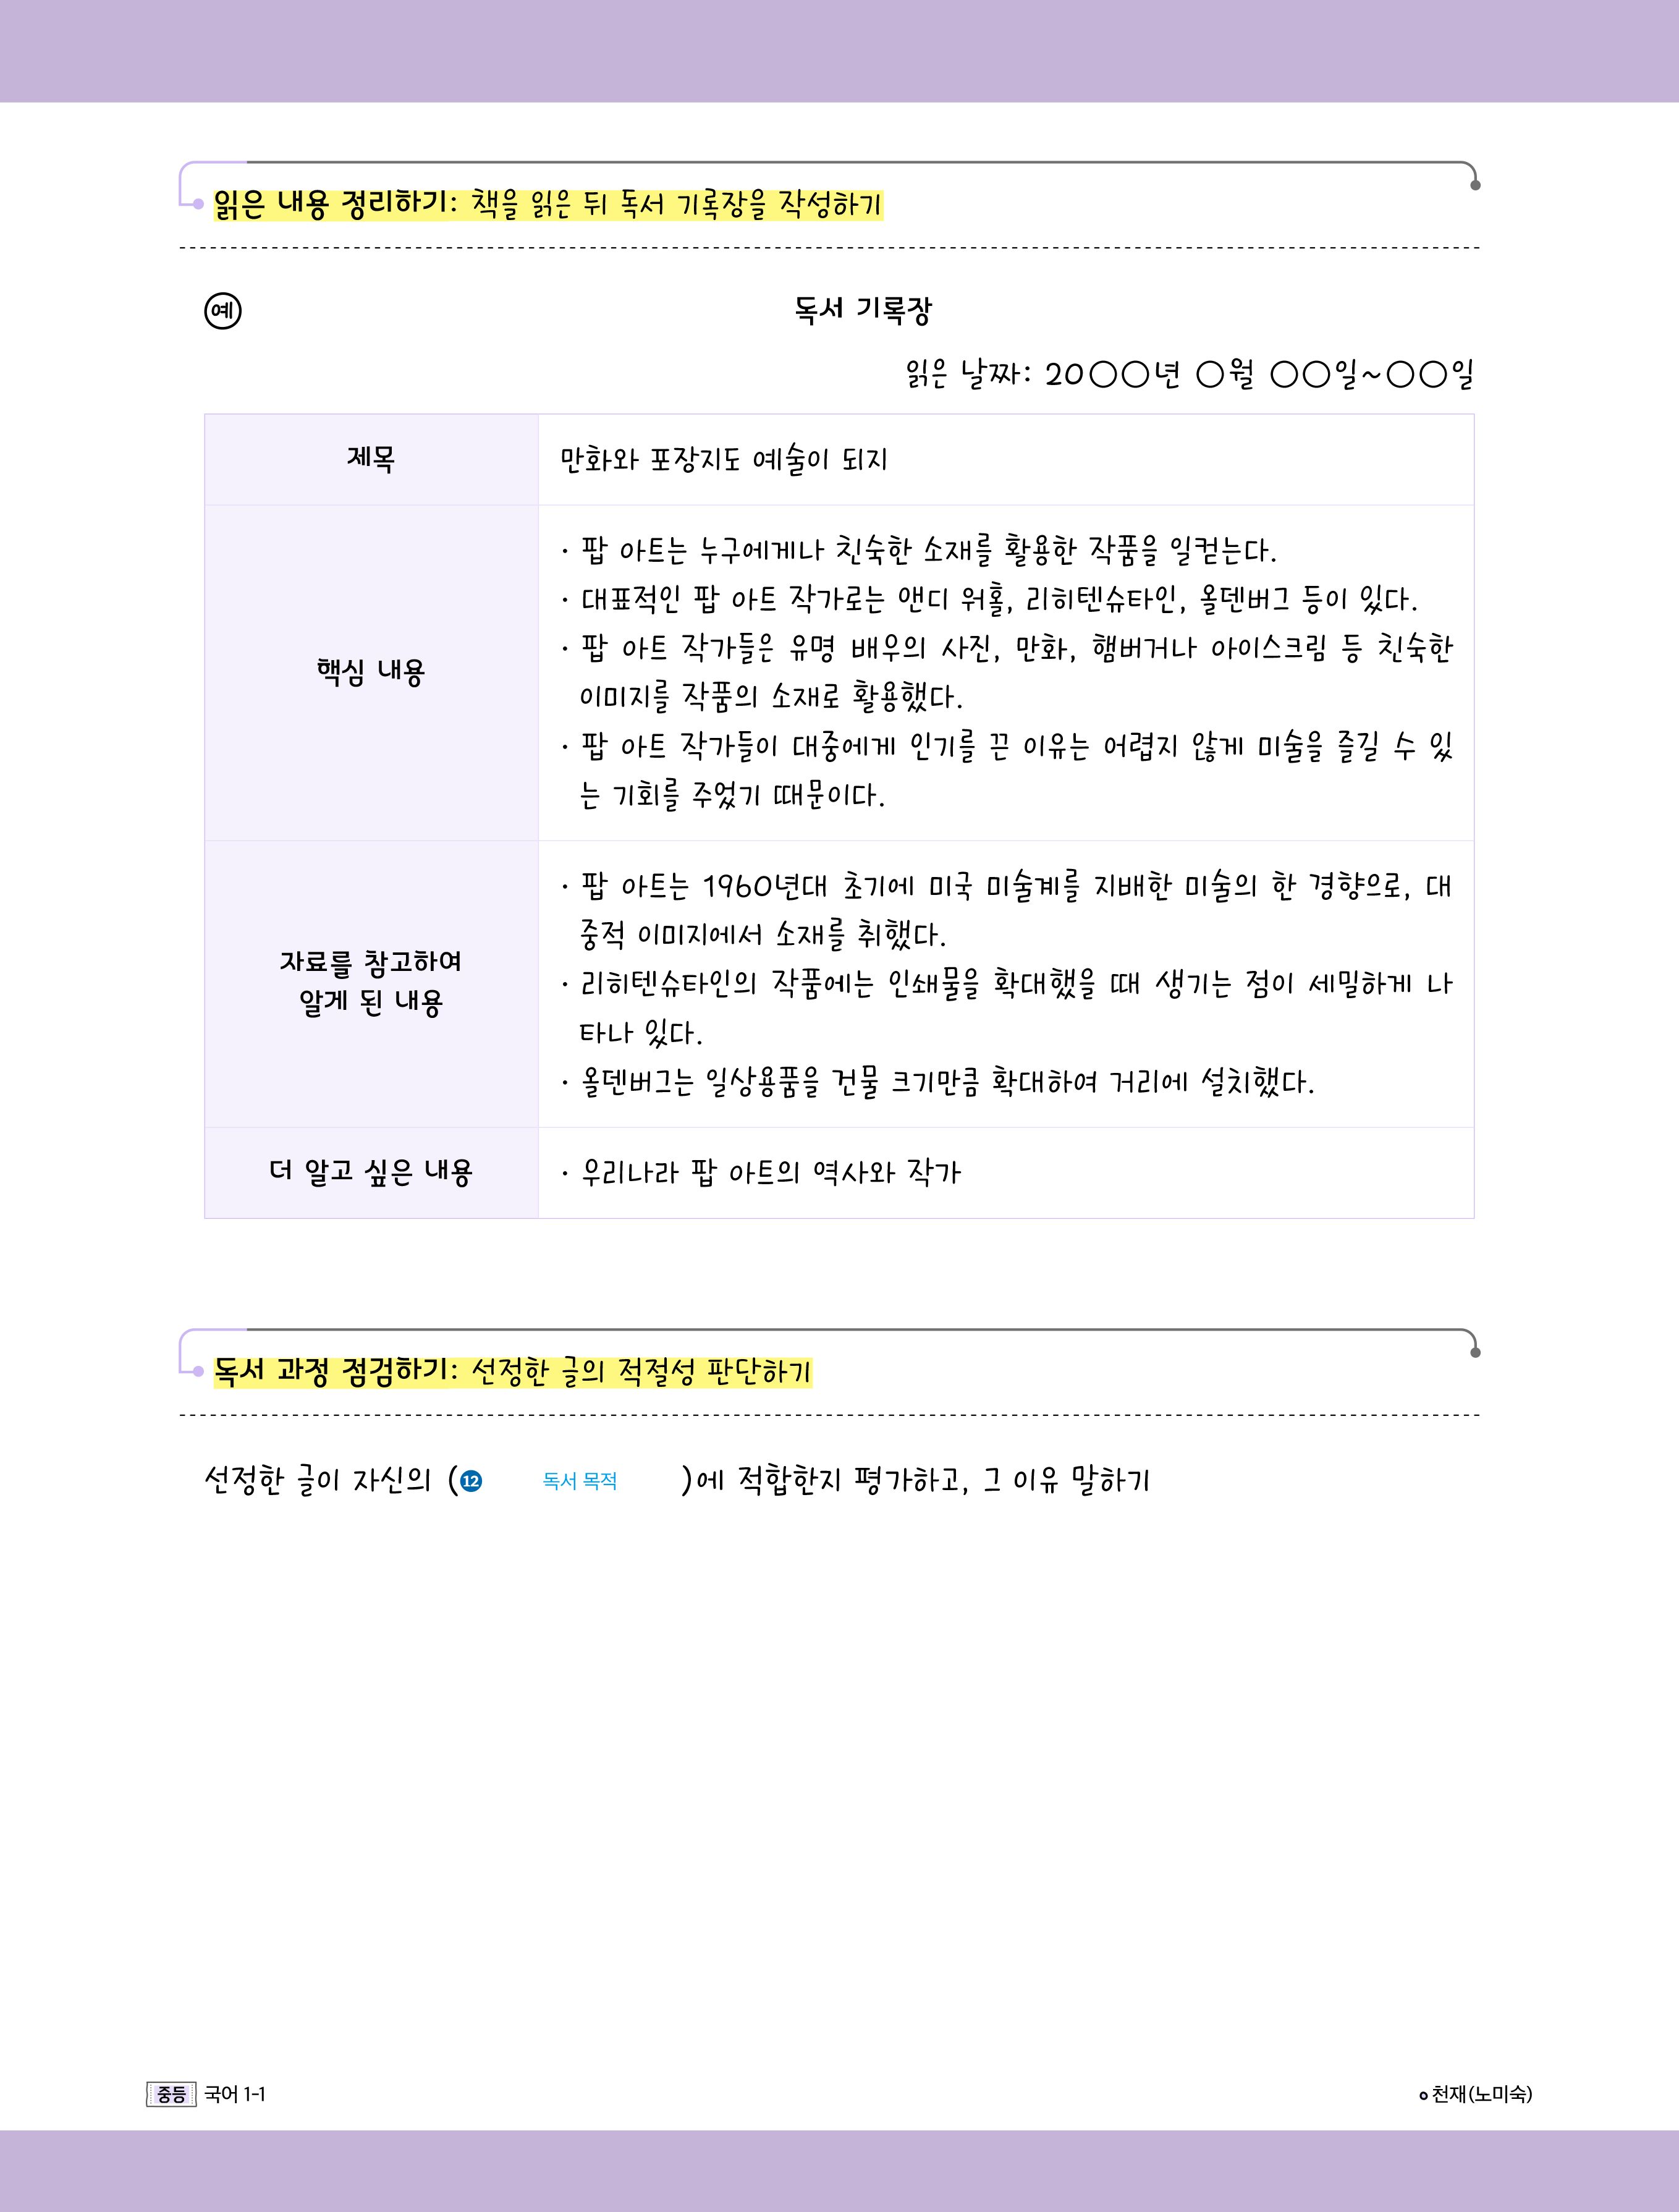 읽은 내용 정리하기: 책을 읽은 뒤 독서 기록장을 작성하기
예
독서 기록장
읽은 날짜: 20○○년 ○월 ○○일~○○일
제목
만화와 포장지도 예술이 되지
핵심 내용
· 팝 아트는 누구에게나 친숙한 소재를 활용한 작품을 일컫는다.
· 대표적인 팝 아트 작가로는 앤디 워홀, 리히텐슈타인, 올덴버그 등이 있다.
· 팝 아트 작가들은 유명 배우의 사진, 만화, 햄버거나 아이스크림 등 친숙한
이미지를 작품의 소재로 활용했다.
· 팝 아트 작가들이 대중에게 인기를 끈 이유는 어렵지 않게 미술을 즐길 수 있
는 기회를 주었기 때문이다.
자료를 참고하여
알게 된 내용
· 팝 아트는 1960년대 초기에 미국 미술계를 지배한 미술의 한 경향으로, 대
중적 이미지에서 소재를 취했다.
· 리히텐슈타인의 작품에는 인쇄물을 확대했을 때 생기는 점이 세밀하게 나
타나 있다.
· 올덴버그는 일상용품을 건물 크기만큼 확대하여 거리에 설치했다.
더 알고 싶은 내용
· 우리나라 팝 아트의 역사와 작가
독서 과정 점검하기: 선정한 글의 적절성 판단하기
선정한 글이 자신의 (12 독서 목적 )에 적합한지 평가하고, 그 이유 말하기
중등 국어 1-1
천재(노미숙)